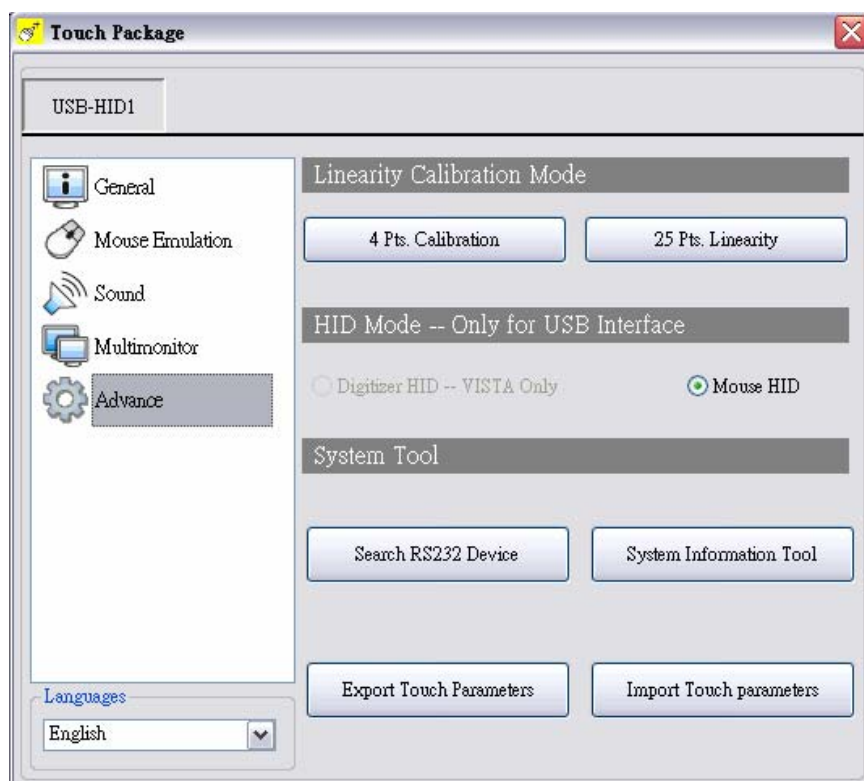 Touch Package
USB-HID1
General
Mouse Emulation
Sound
Multimonitor
Advance
Languages
English
Linearity Calibration Mode
4 Pts. Calibration
25 Pts. Linearity
HID Mode -- Only for USB Interface
Digitizer HID -- VISTA Only
Mouse HID
System Tool
Search RS232 Device
System Information Tool
Export Touch Parameters
Import Touch parameters